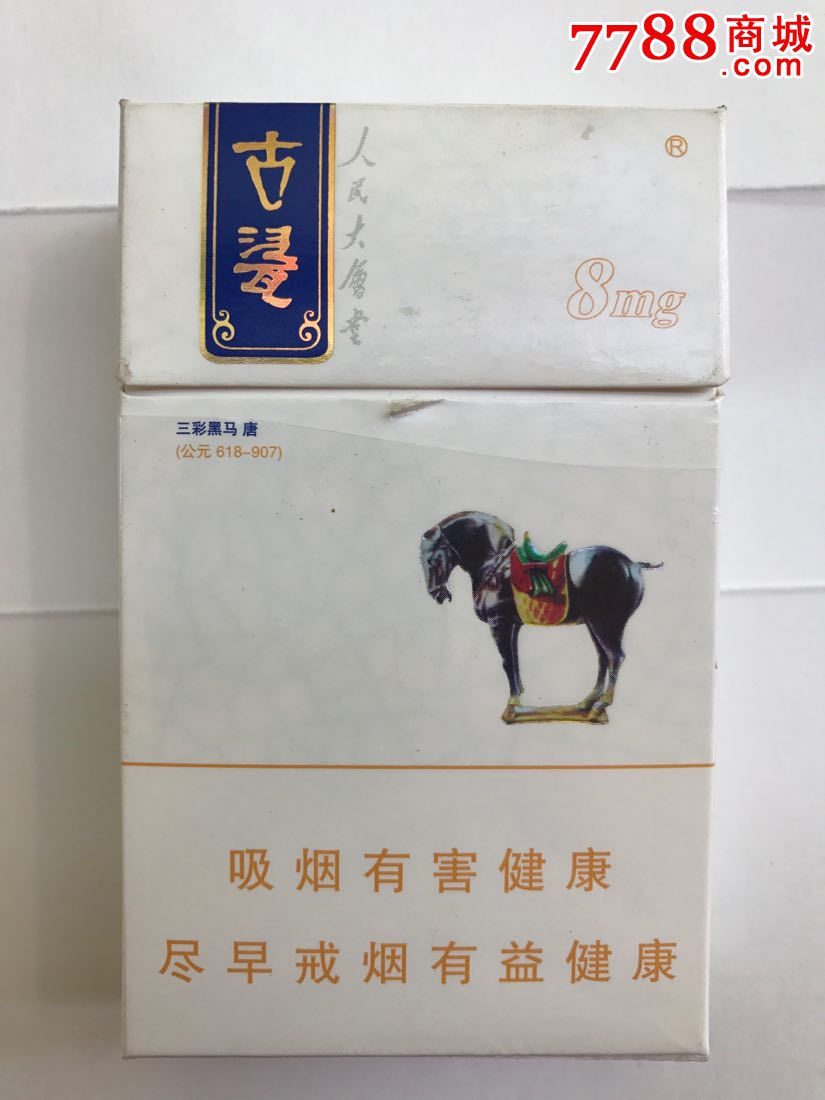 7788商城
.com
古瓷
人民大會堂
®
8mg
三彩黑马 唐
(公元 618–907)
吸烟有害健康
尽早戒烟有益健康